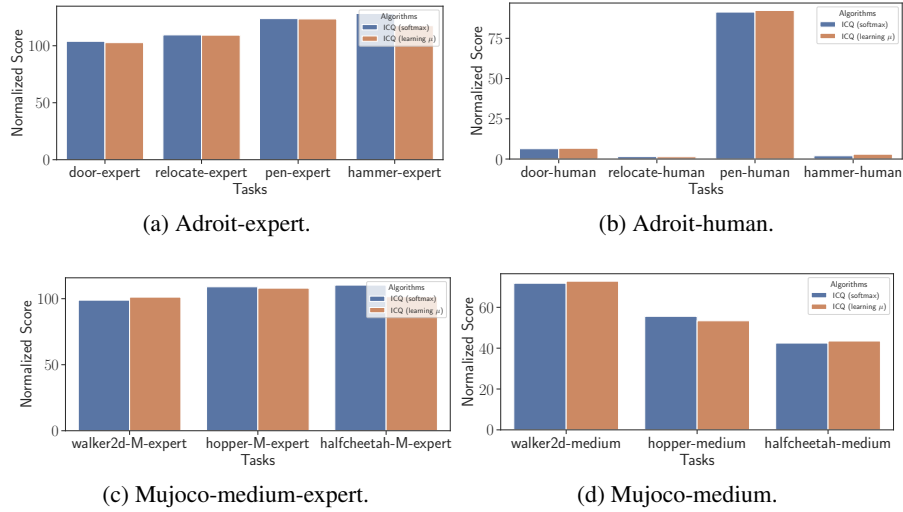 Normalized Score
100
50
0
Algorithms
ICQ (softmax)
ICQ (learning μ)
door-expert relocate-expert pen-expert hammer-expert
Tasks
(a) Adroit-expert.
Normalized Score
75
50
25
0
Algorithms
ICQ (softmax)
ICQ (learning μ)
door-human relocate-human pen-human hammer-human
Tasks
(b) Adroit-human.
Normalized Score
100
50
0
Algorithms
ICQ (softmax)
ICQ (learning μ)
walker2d-M-expert hopper-M-expert halfcheetah-M-expert
Tasks
(c) Mujoco-medium-expert.
Normalized Score
60
40
20
0
Algorithms
ICQ (softmax)
ICQ (learning μ)
walker2d-medium hopper-medium halfcheetah-medium
Tasks
(d) Mujoco-medium.